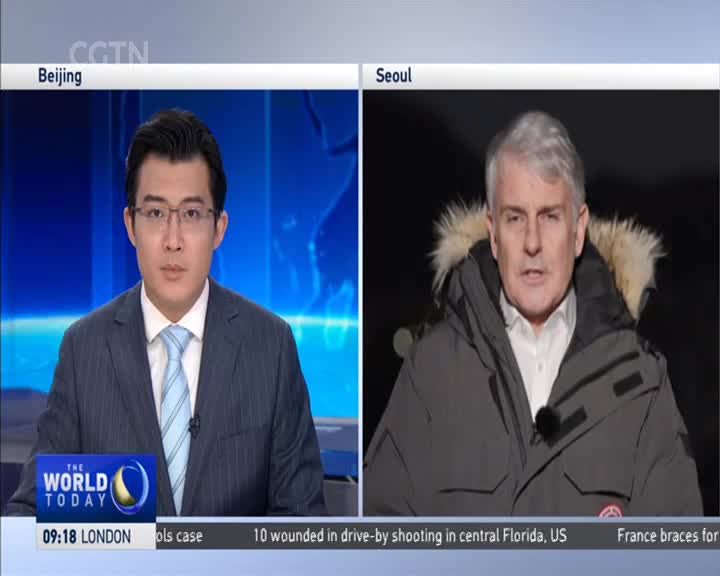 CGTN
Beijing
Seoul
THE
WORLD
TODAY
09:18 LONDON
ols case 10 wounded in drive-by shooting in central Florida, US France braces for